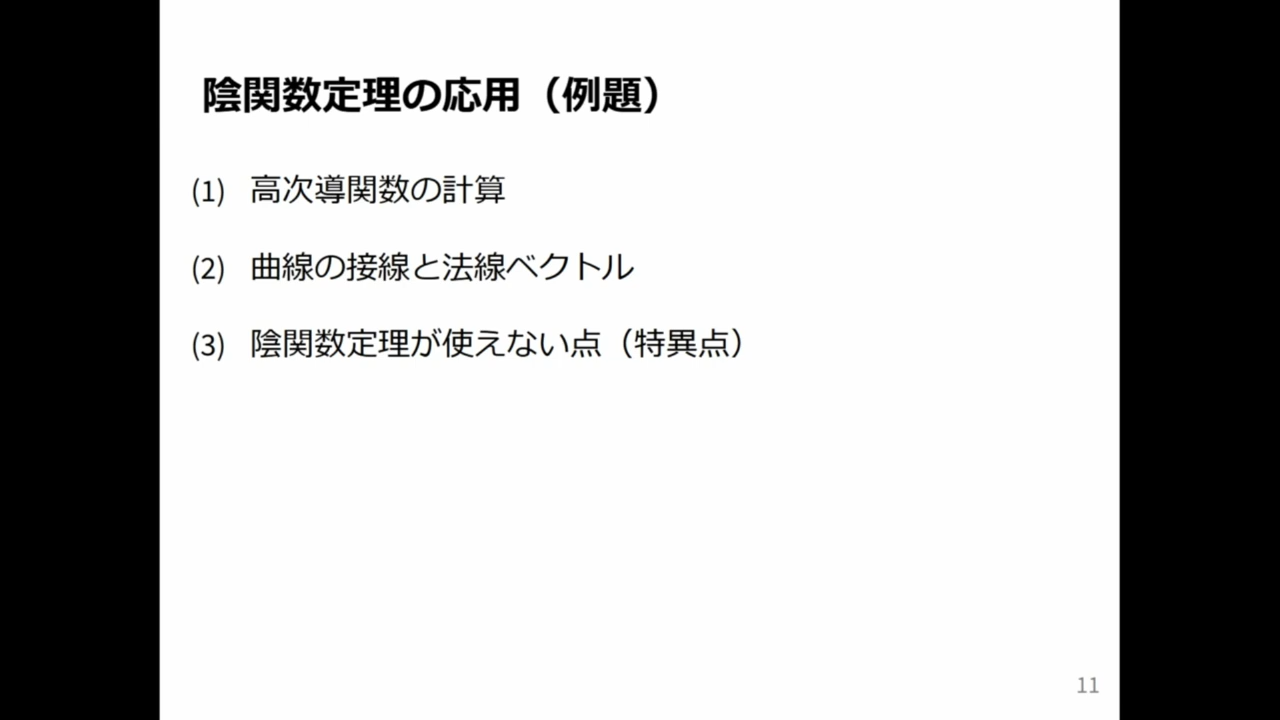 陰関数定理の応用（例題）
(1) 高次導関数の計算
(2) 曲線の接線と法線ベクトル
(3) 陰関数定理が使えない点（特異点）
11